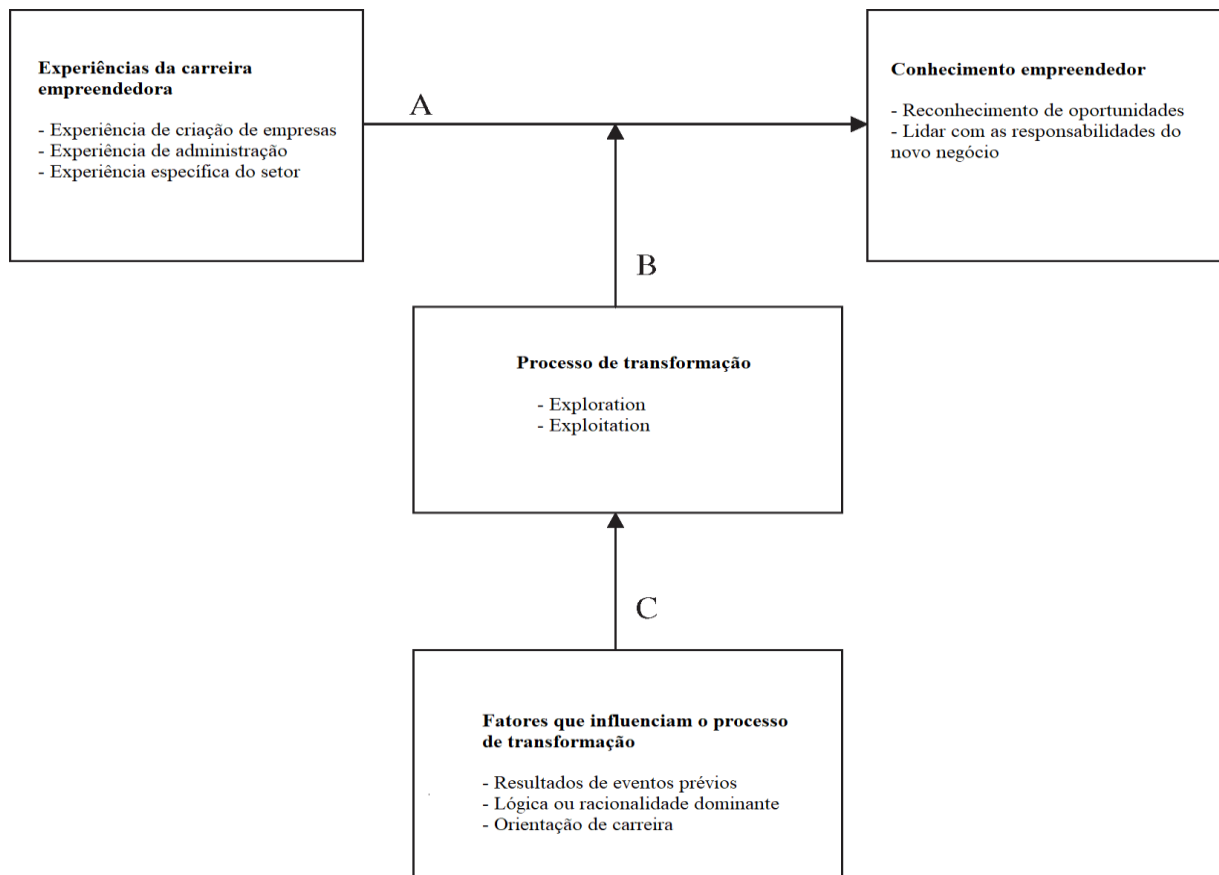 Experiências da carreira
empreendedora
- Experiência de criação de empresas
- Experiência de administração
- Experiência específica do setor
A
Conhecimento empreendedor
- Reconhecimento de oportunidades
- Lidar com as responsabilidades do
novo negócio
B
Processo de transformação
- Exploration
- Exploitation
C
Fatores que influenciam o processo
de transformação
- Resultados de eventos prévios
- Lógica ou racionalidade dominante
- Orientação de carreira